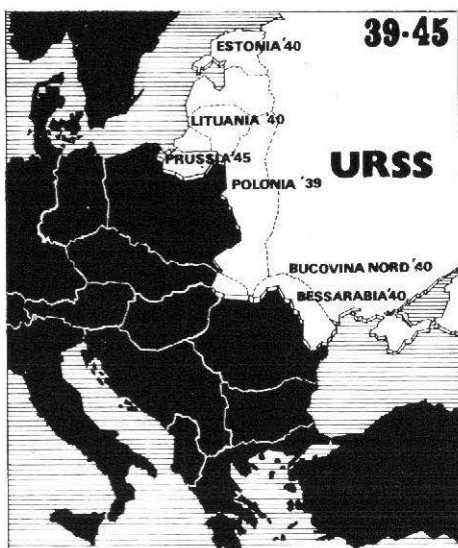 39-45
ESTONIA'40
LITUANIA '40
PRUSSIA'45
URSS
POLONIA '39
BUCOVINA NORD '40
BESSARABIA'40